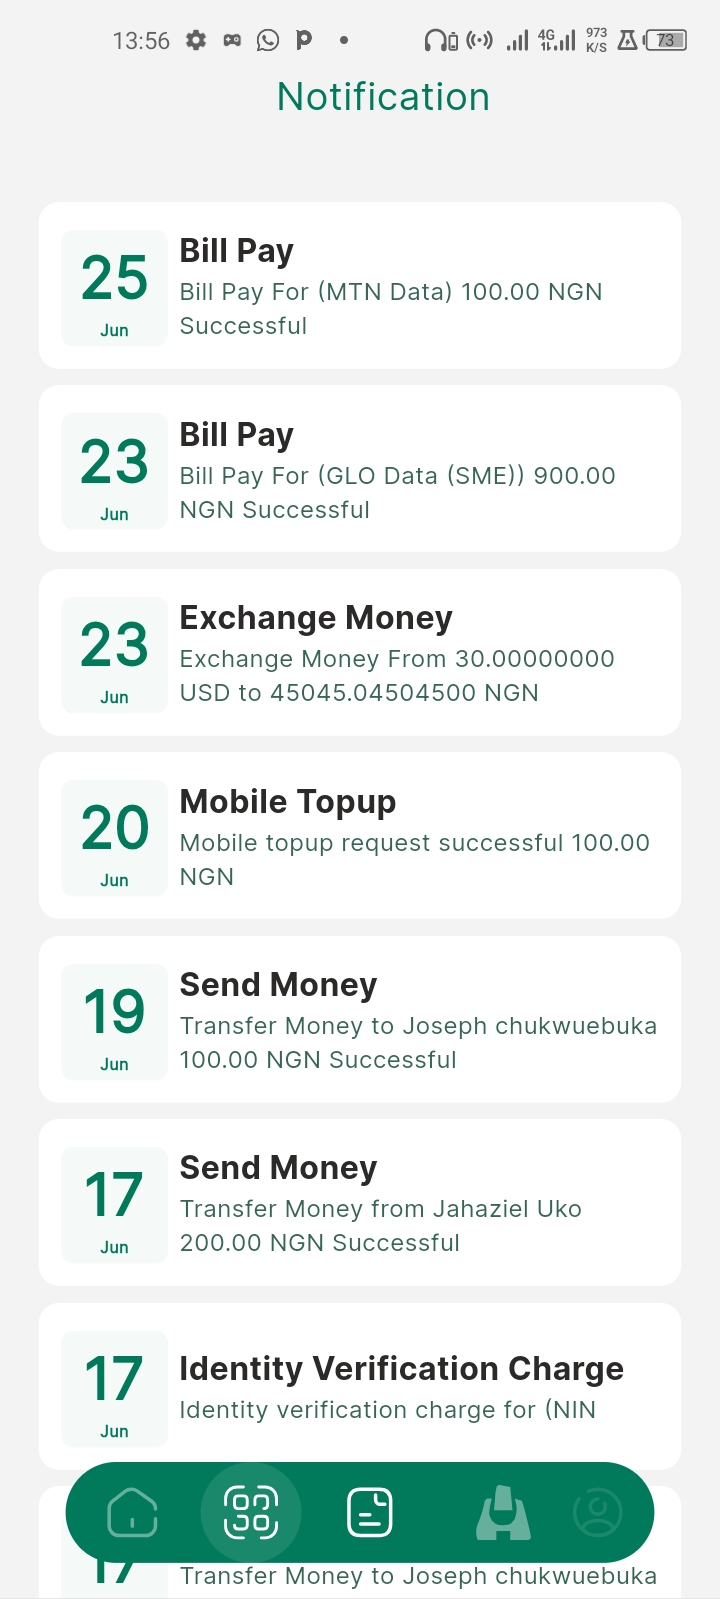 13:56
4G
973
K/S
73
Notification
25
Jun
Bill Pay
Bill Pay For (MTN Data) 100.00 NGN
Successful
23
Jun
Bill Pay
Bill Pay For (GLO Data (SME)) 900.00
NGN Successful
23
Jun
Exchange Money
Exchange Money From 30.00000000
USD to 45045.04504500 NGN
20
Jun
Mobile Topup
Mobile topup request successful 100.00
NGN
19
Jun
Send Money
Transfer Money to Joseph chukwuebuka
100.00 NGN Successful
17
Jun
Send Money
Transfer Money from Jahaziel Uko
200.00 NGN Successful
17
Jun
Identity Verification Charge
Identity verification charge for (NIN
17
Transfer Money to Joseph chukwuebuka